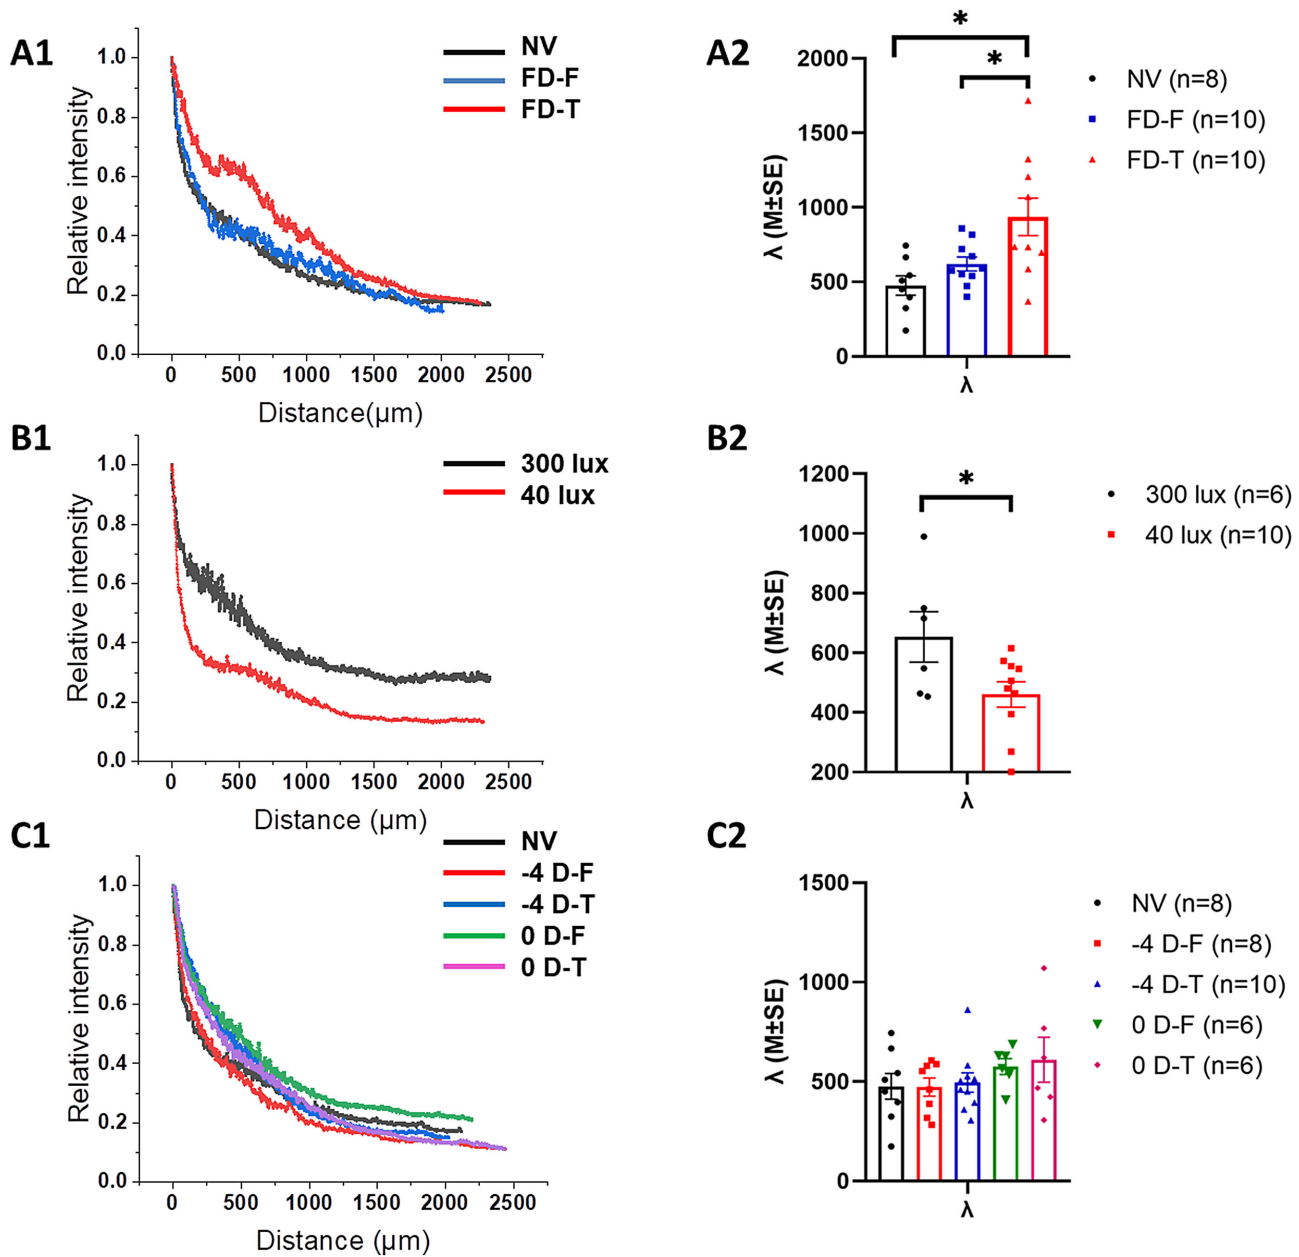 A1
NV
FD-F
FD-T
Relative intensity
1.0
0.8
0.6
0.4
0.2
0.0
0 500 1000 1500 2000 2500
Distance(μm)
A2
*
*
NV (n=8)
FD-F (n=10)
FD-T (n=10)
λ (M±SE)
2000
1500
1000
500
0
λ
B1
300 lux
40 lux
Relative intensity
1.0
0.8
0.6
0.4
0.2
0.0
0 500 1000 1500 2000 2500
Distance (μm)
B2
*
300 lux (n=6)
40 lux (n=10)
λ (M±SE)
1200
1000
800
600
400
200
λ
C1
NV
-4 D-F
-4 D-T
0 D-F
0 D-T
Relative intensity
1.0
0.8
0.6
0.4
0.2
0.0
0 500 1000 1500 2000 2500
Distance (μm)
C2
NV (n=8)
-4 D-F (n=8)
-4 D-T (n=10)
0 D-F (n=6)
0 D-T (n=6)
λ (M±SE)
1500
1000
500
0
λ